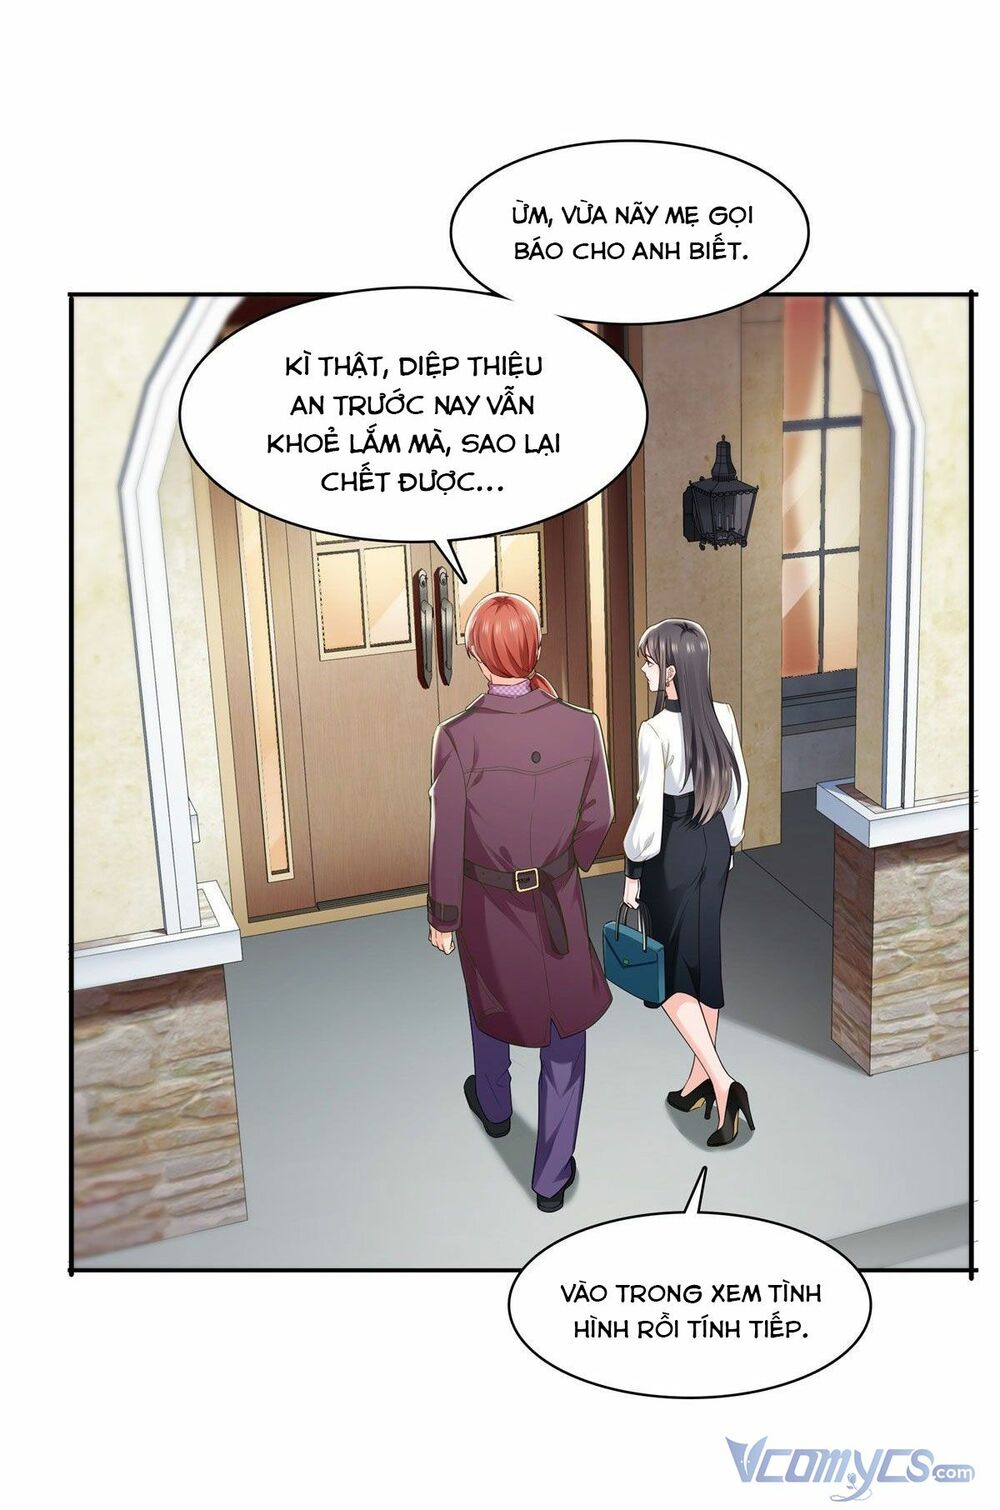 ỪM, VỪA NÃY MẸ GỌI
BÁO CHO ANH BIẾT.
KÌ THẬT, DIỆP THIỆU
AN TRƯỚC NAY VẪN
KHOẺ LẮM MÀ, SAO LẠI
CHẾT ĐƯỢC...
VÀO TRONG XEM TÌNH
HÌNH RỒI TÍNH TIẾP.
VCOMYCS.com